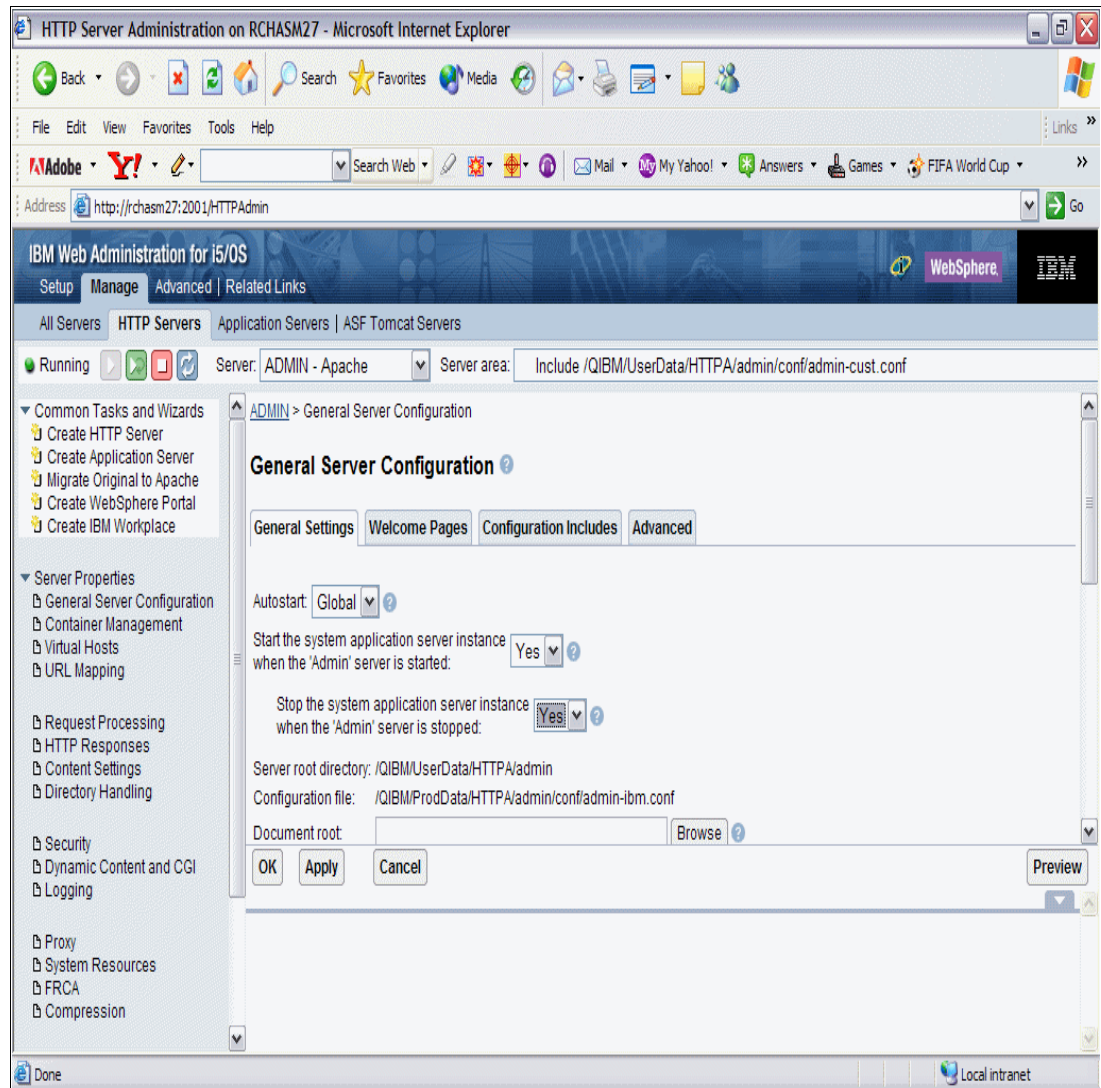 HTTP Server Administration on RCHASM27 - Microsoft Internet Explorer
Back Search Favorites Media
File Edit View Favorites Tools Help Links »
Adobe Y! Search Web Mail My Yahoo! Answers Games FIFA World Cup »
Address http://rchasm27:2001/HTTPAdmin Go
IBM Web Administration for i5/OS
WebSphere. IBM
Setup Manage Advanced | Related Links
All Servers HTTP Servers Application Servers | ASF Tomcat Servers
Running Server: ADMIN - Apache Server area: Include /QIBM/UserData/HTTPA/admin/conf/admin-cust.conf
Common Tasks and Wizards
Create HTTP Server
Create Application Server
Migrate Original to Apache
Create WebSphere Portal
Create IBM Workplace
Server Properties
General Server Configuration
Container Management
Virtual Hosts
URL Mapping
Request Processing
HTTP Responses
Content Settings
Directory Handling
Security
Dynamic Content and CGI
Logging
Proxy
System Resources
FRCA
Compression
ADMIN > General Server Configuration
General Server Configuration ?
General Settings Welcome Pages Configuration Includes Advanced
Autostart: Global ?
Start the system application server instance
when the 'Admin' server is started: Yes ?
Stop the system application server instance
when the 'Admin' server is stopped: Yes ?
Server root directory: /QIBM/UserData/HTTPA/admin
Configuration file: /QIBM/ProdData/HTTPA/admin/conf/admin-ibm.conf
Document root: Browse ?
OK Apply Cancel Preview
Done Local intranet